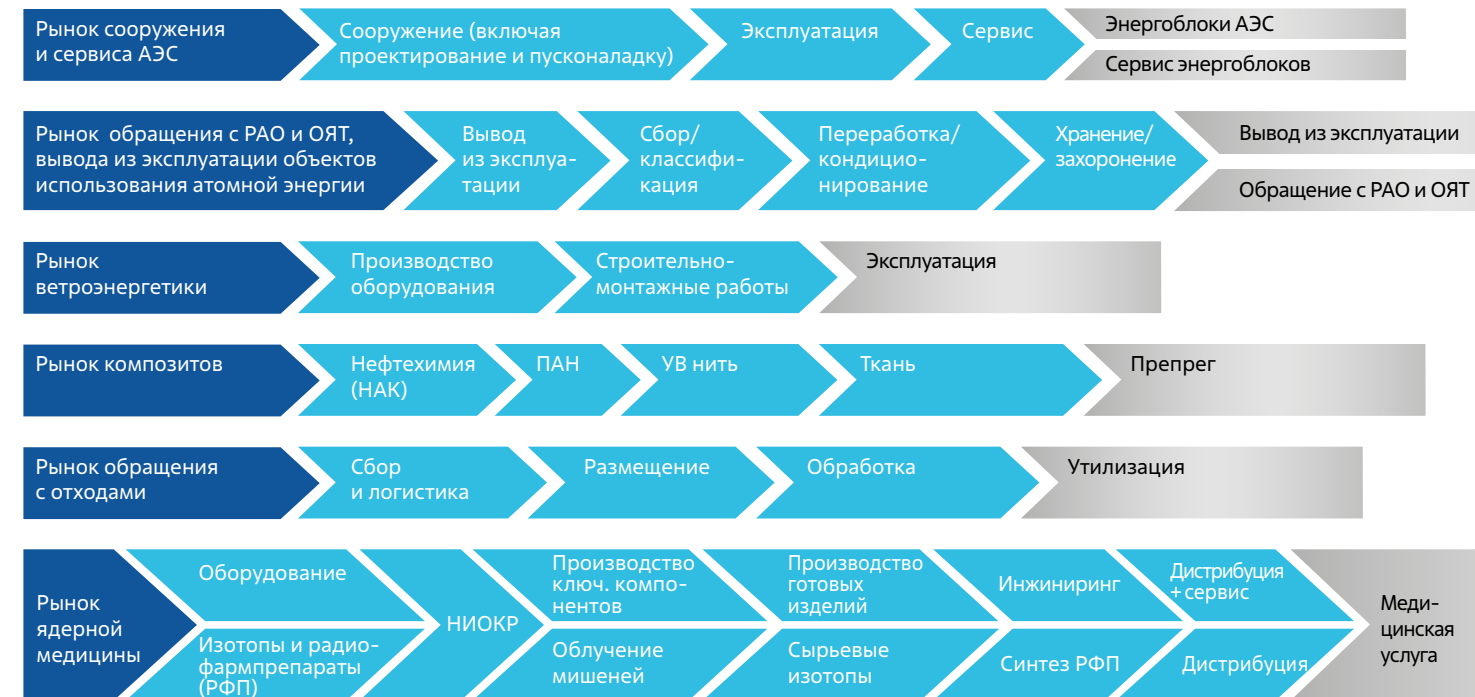 Рынок сооружения
и сервиса АЭС
Сооружение (включая
проектирование и пусконаладку)
Эксплуатация
Сервис
Энергоблоки АЭС
Сервис энергоблоков
Рынок обращения с РАО и ОЯТ,
вывода из эксплуатации объектов
использования атомной энергии
Вывод
из эксплуа-
тации
Сбор/
классифи-
кация
Переработка/
кондицио-
нирование
Хранение/
захоронение
Вывод из эксплуатации
Обращение с РАО и ОЯТ
Рынок
ветроэнергетики
Производство
оборудования
Строительно-
монтажные работы
Эксплуатация
Рынок композитов
Нефтехимия
(НАК)
ПАН
УВ нить
Ткань
Препрег
Рынок обращения
с отходами
Сбор
и логистика
Размещение
Обработка
Утилизация
Рынок
ядерной
медицины
Оборудование
Изотопы и радио-
фармпрепараты
(РФП)
НИОКР
Производство
ключ. компо-
нентов
Облучение
мишеней
Производство
готовых
изделий
Сырьевые
изотопы
Инжиниринг
Синтез РФП
Дистрибуция
+ сервис
Дистрибуция
Меди-
цинская
услуга